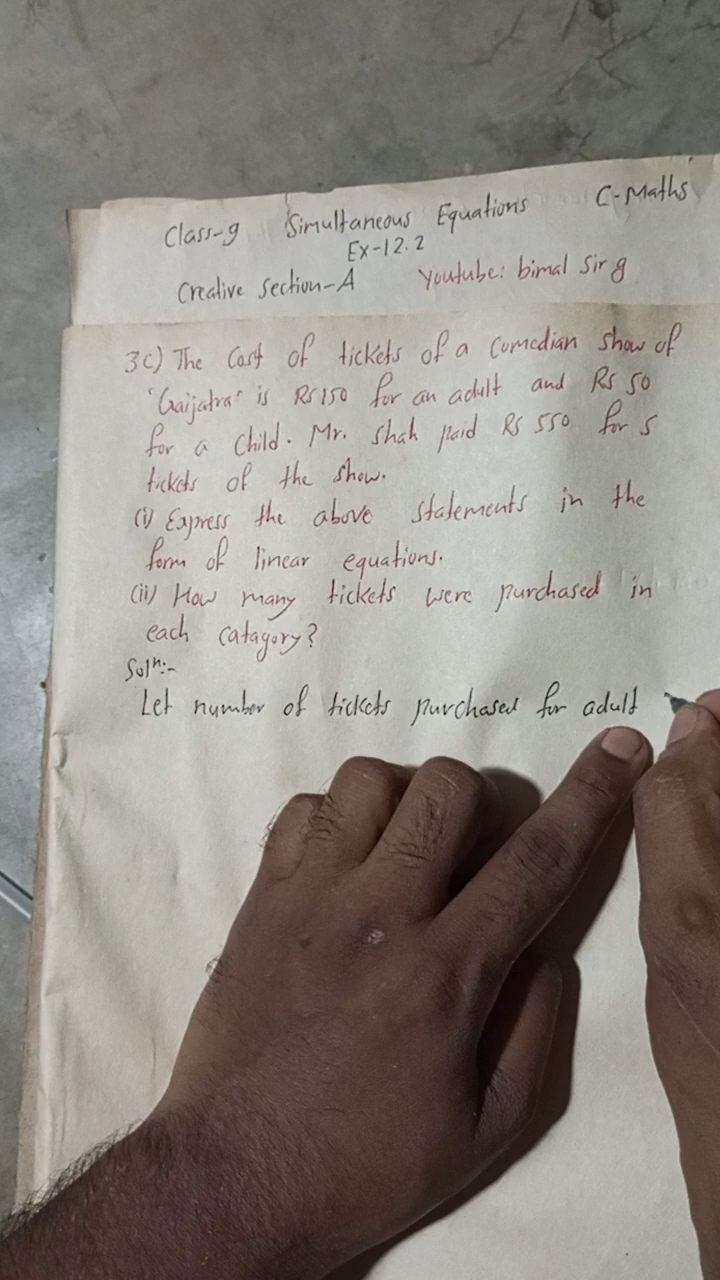 Class-9 Simultaneous Equations C-Maths
Ex-12.2
Creative Section-A Youtube: bimal Sir g
3c) The Cost of tickets of a Comedian Show of
'Gaijatra' is RS 150 for an adult and RS 50
for a Child. Mr. Shah paid RS 550 for 5
tickets of the show.
(i) Express the above statements in the
form of linear equations.
(ii) How many tickets were purchased in
each catagory?
Solⁿ:-
Let number of tickets purchased for adult